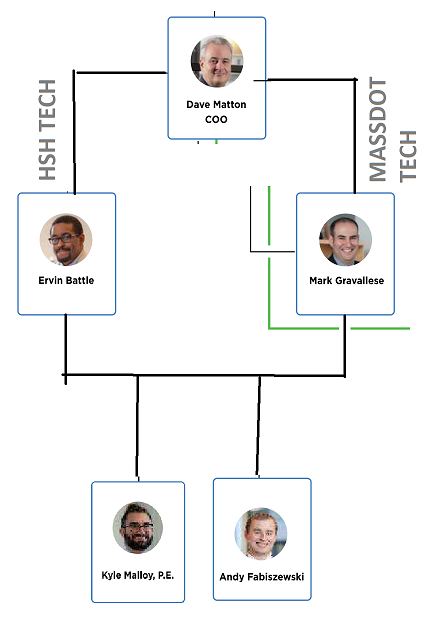 Dave Matton
COO
HSH TECH
MASSDOT
TECH
Ervin Battle
Mark Gravallese
Kyle Malloy, P.E.
Andy Fabiszewski